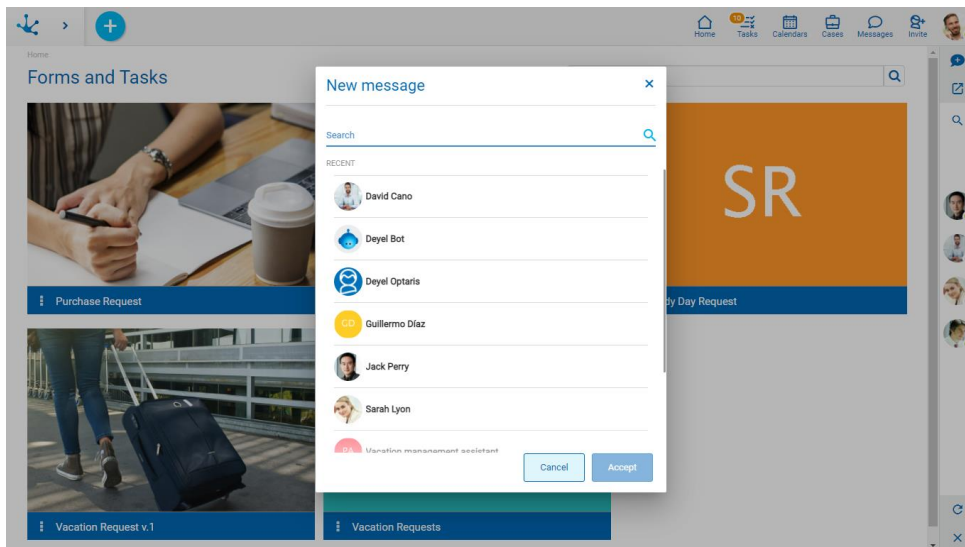 10
Home
Tasks
Calendars
Cases
Messages
Invite
Home:
Forms and Tasks
New message
Search
RECENT
David Cano
Deyel Bot
Deyel Optaris
GD
Guillermo Díaz
Jack Perry
Sarah Lyon
Vacation management assistant
Cancel
Accept
Purchase Request
SR
dy Day Request
Vacation Request v.1
Vacation Requests